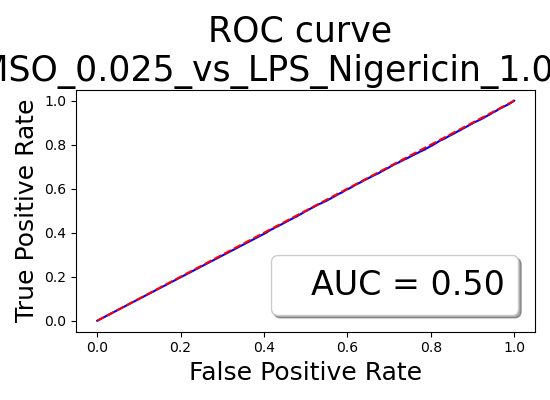 ROC curve
MSO_0.025_vs_LPS_Nigericin_1.0
True Positive Rate
1.0
0.8
0.6
0.4
0.2
0.0
AUC = 0.50
0.0 0.2 0.4 0.6 0.8 1.0
False Positive Rate